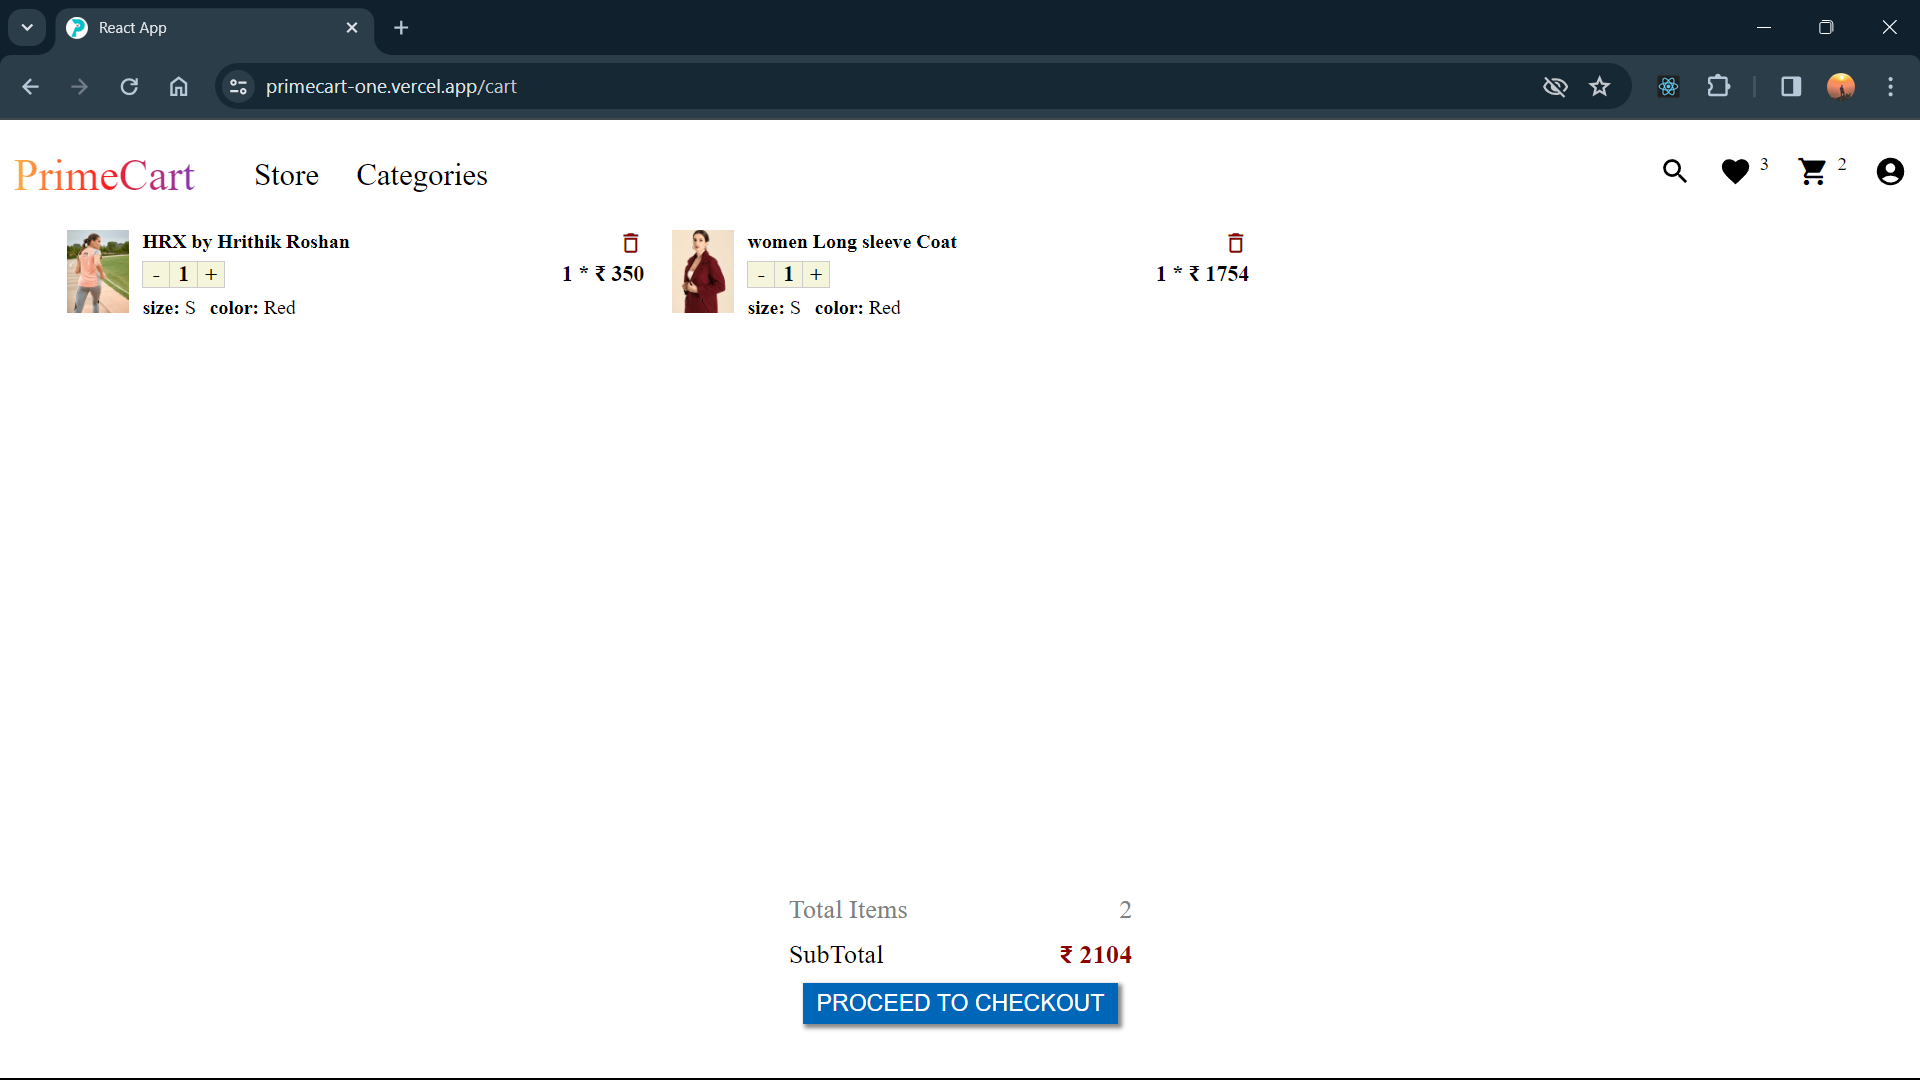 React App
primecart-one.vercel.app/cart
PrimeCart Store Categories 3 2
HRX by Hrithik Roshan
- 1 + 1 * ₹ 350
size: S color: Red
women Long sleeve Coat
- 1 + 1 * ₹ 1754
size: S color: Red
Total Items 2
SubTotal ₹ 2104
PROCEED TO CHECKOUT